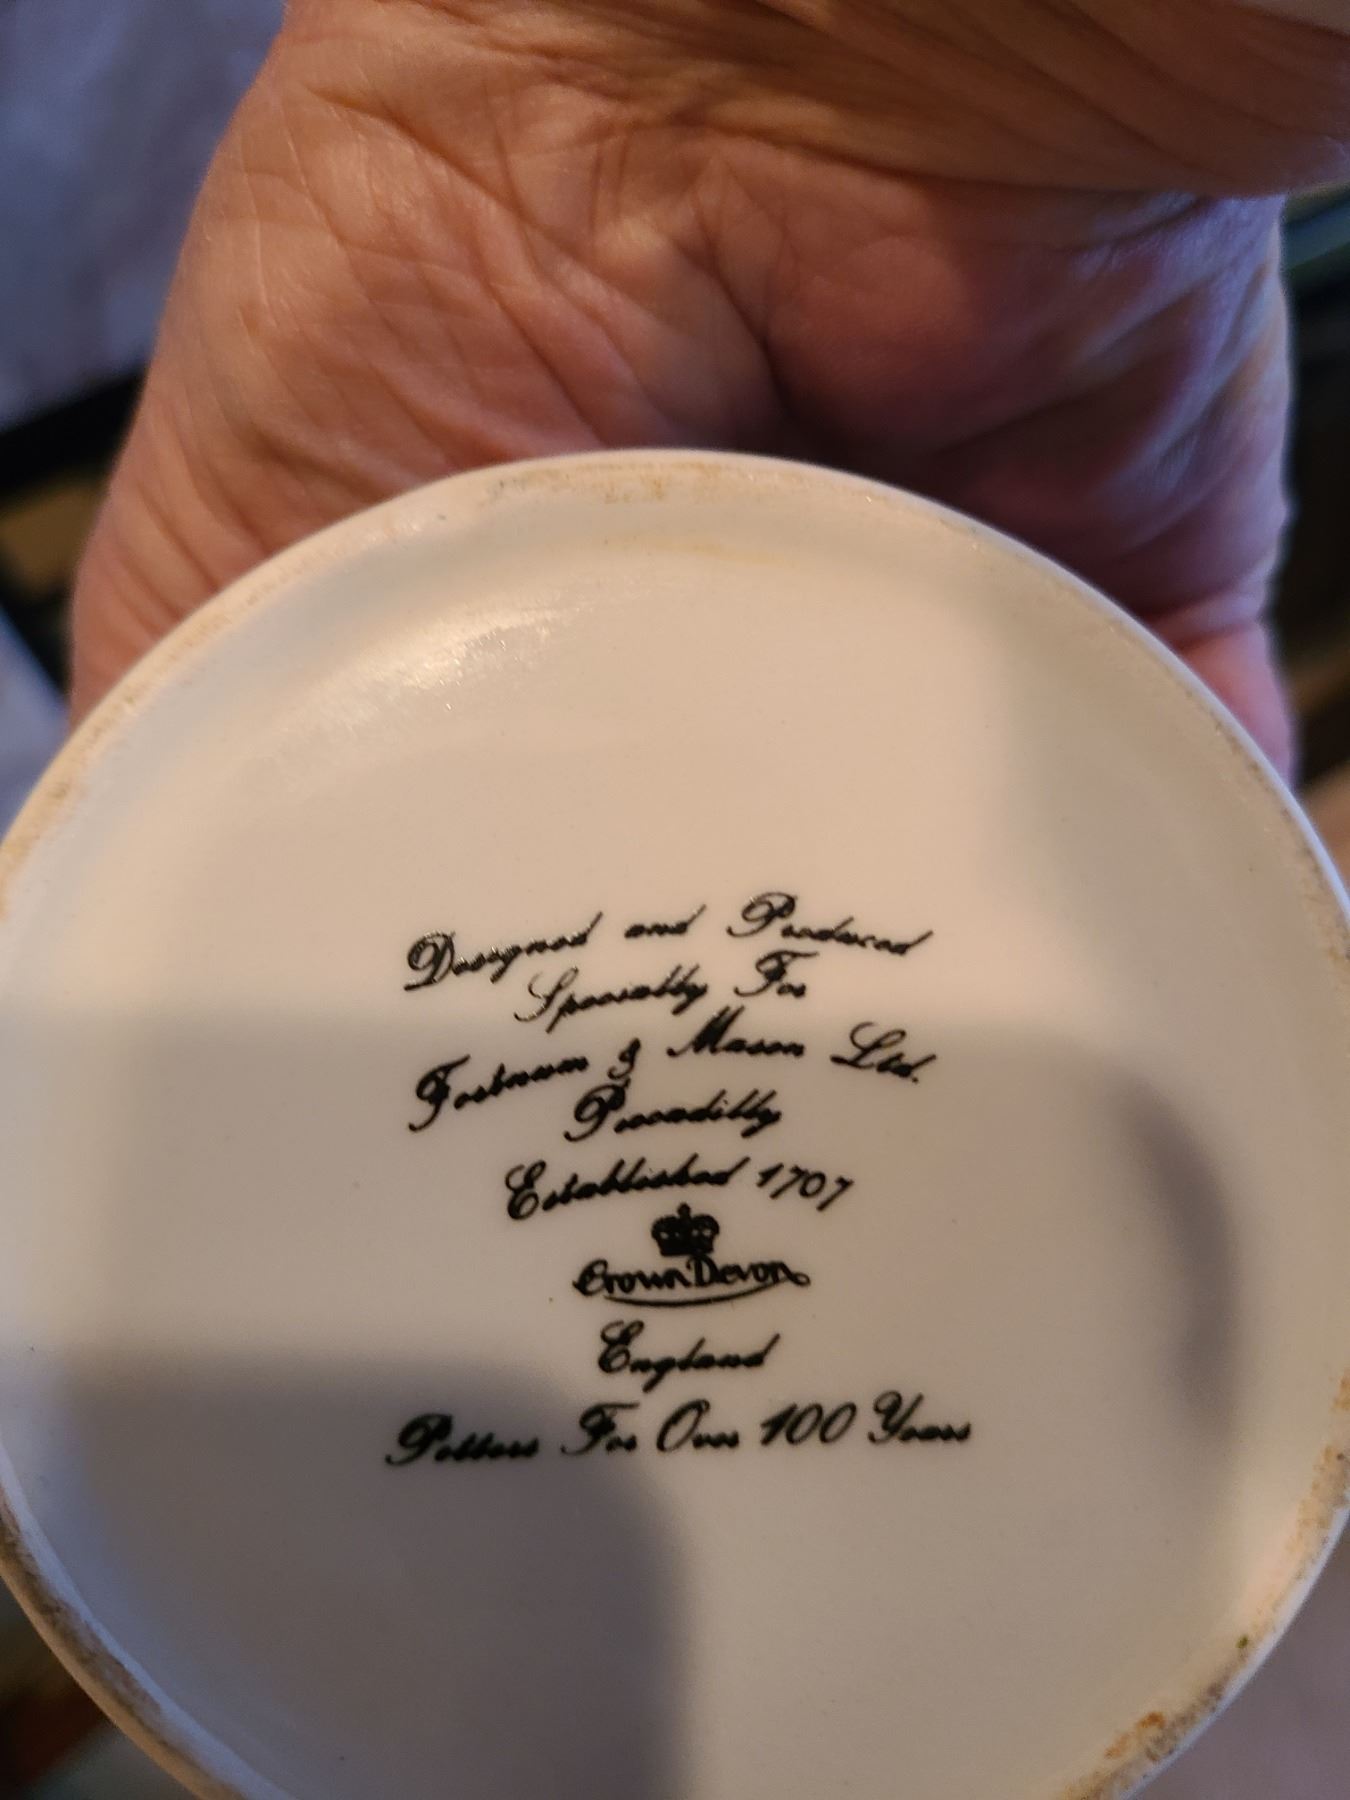 Designed and Produced
Specially For
Fortnum & Mason Ltd.
Piccadilly
Established 1707
Crown Devon
England
Potters For Over 100 Years